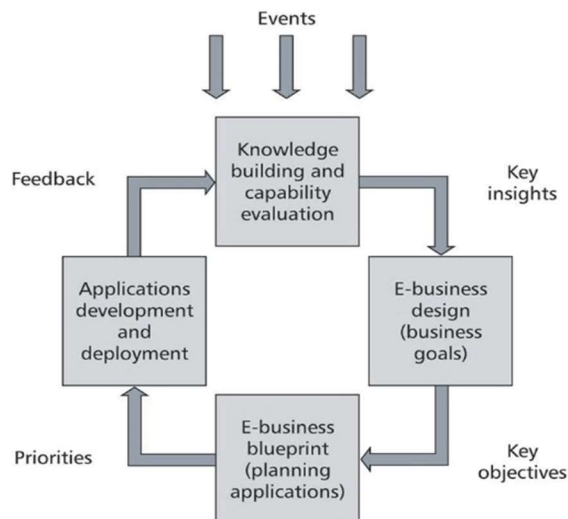 Events
Knowledge
building and
capability
evaluation
Feedback
Key
insights
Applications
development
and
deployment
E-business
design
(business
goals)
E-business
blueprint
(planning
applications)
Priorities
Key
objectives